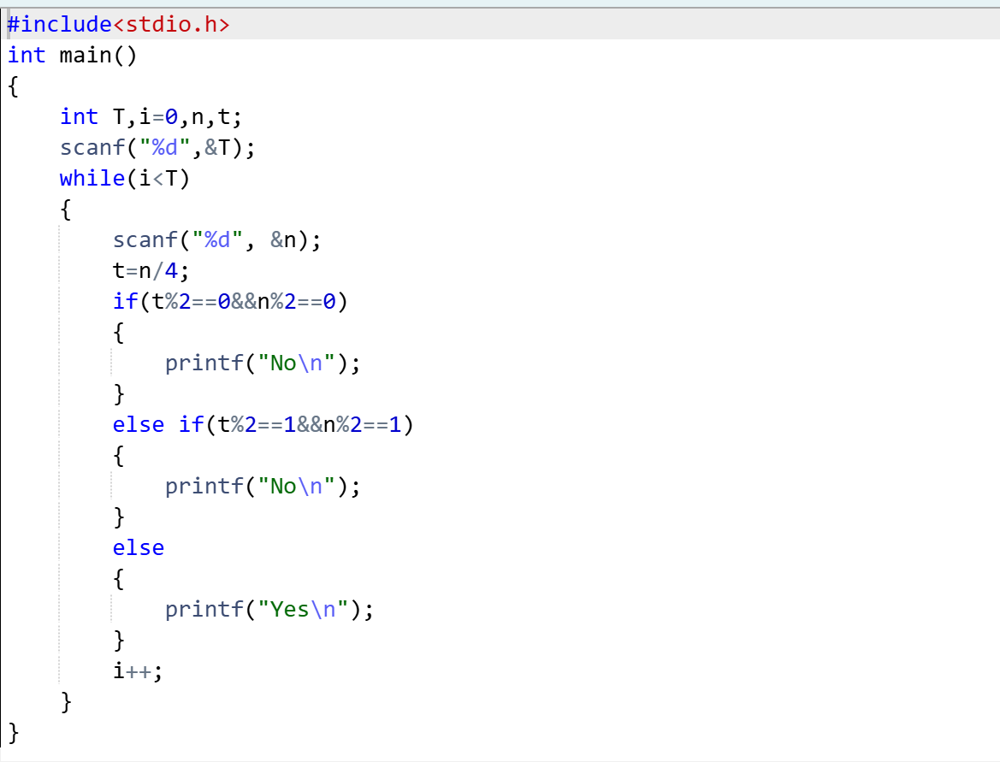 #include<stdio.h>
int main()
{
    int T,i=0,n,t;
    scanf("%d",&T);
    while(i<T)
    {
        scanf("%d", &n);
        t=n/4;
        if(t%2==0&&n%2==0)
        {
            printf("No\n");
        }
        else if(t%2==1&&n%2==1)
        {
            printf("No\n");
        }
        else
        {
            printf("Yes\n");
        }
        i++;
    }
}